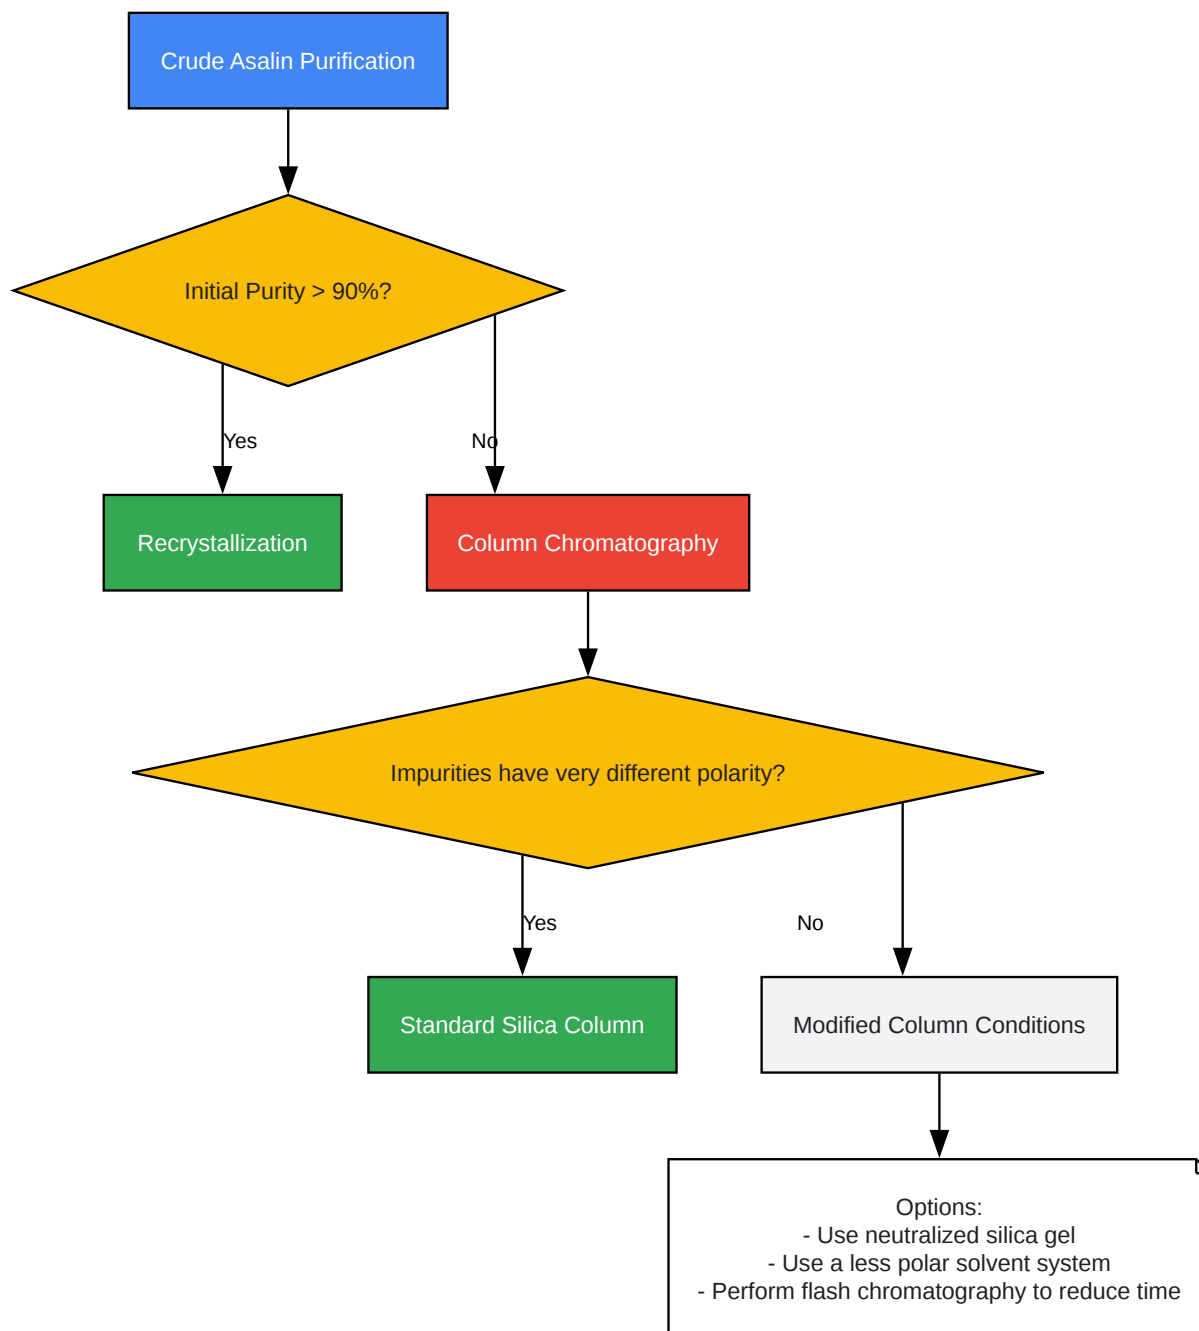 Crude Asalin Purification
Initial Purity > 90%?
Yes
No
Recrystallization
Column Chromatography
Impurities have very different polarity?
Yes
No
Standard Silica Column
Modified Column Conditions
Options:
- Use neutralized silica gel
- Use a less polar solvent system
- Perform flash chromatography to reduce time